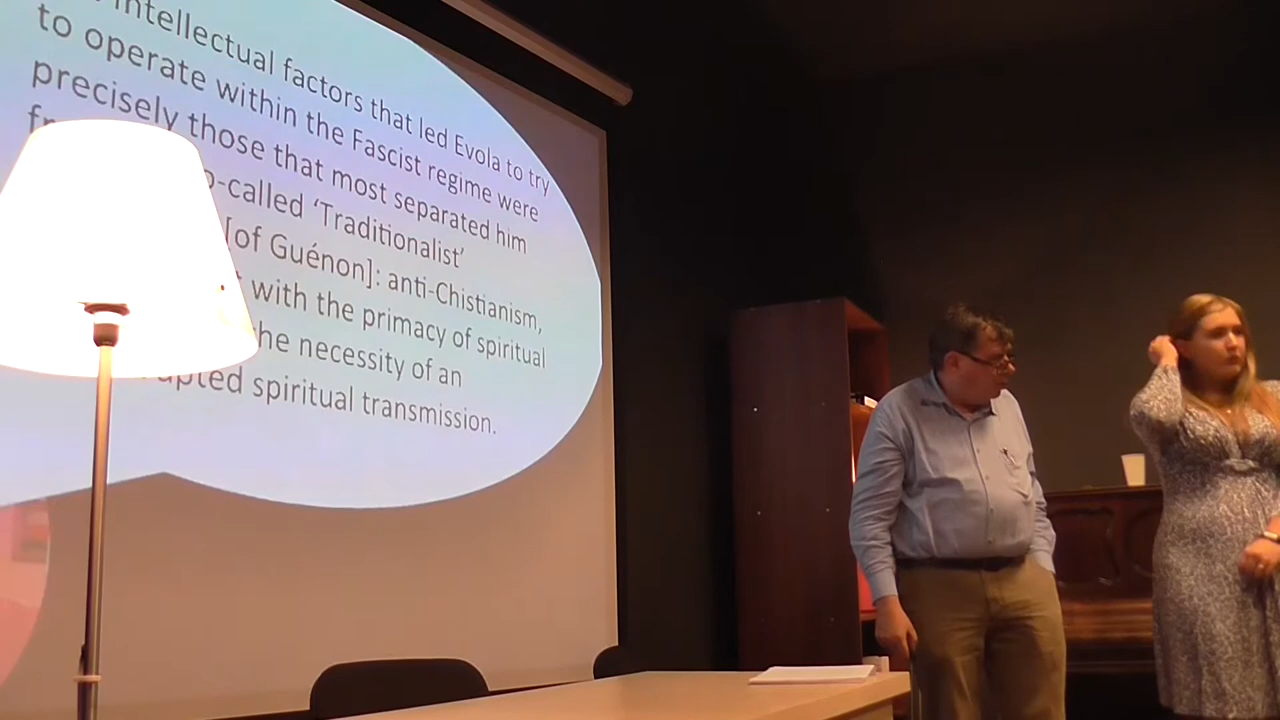 intellectual factors that led Evola to try
to operate within the Fascist regime were
precisely those that most separated him
-called ‘Traditionalist’
[of Guénon]: anti-Chistianism,
with the primacy of spiritual
the necessity of an
spiritual transmission.